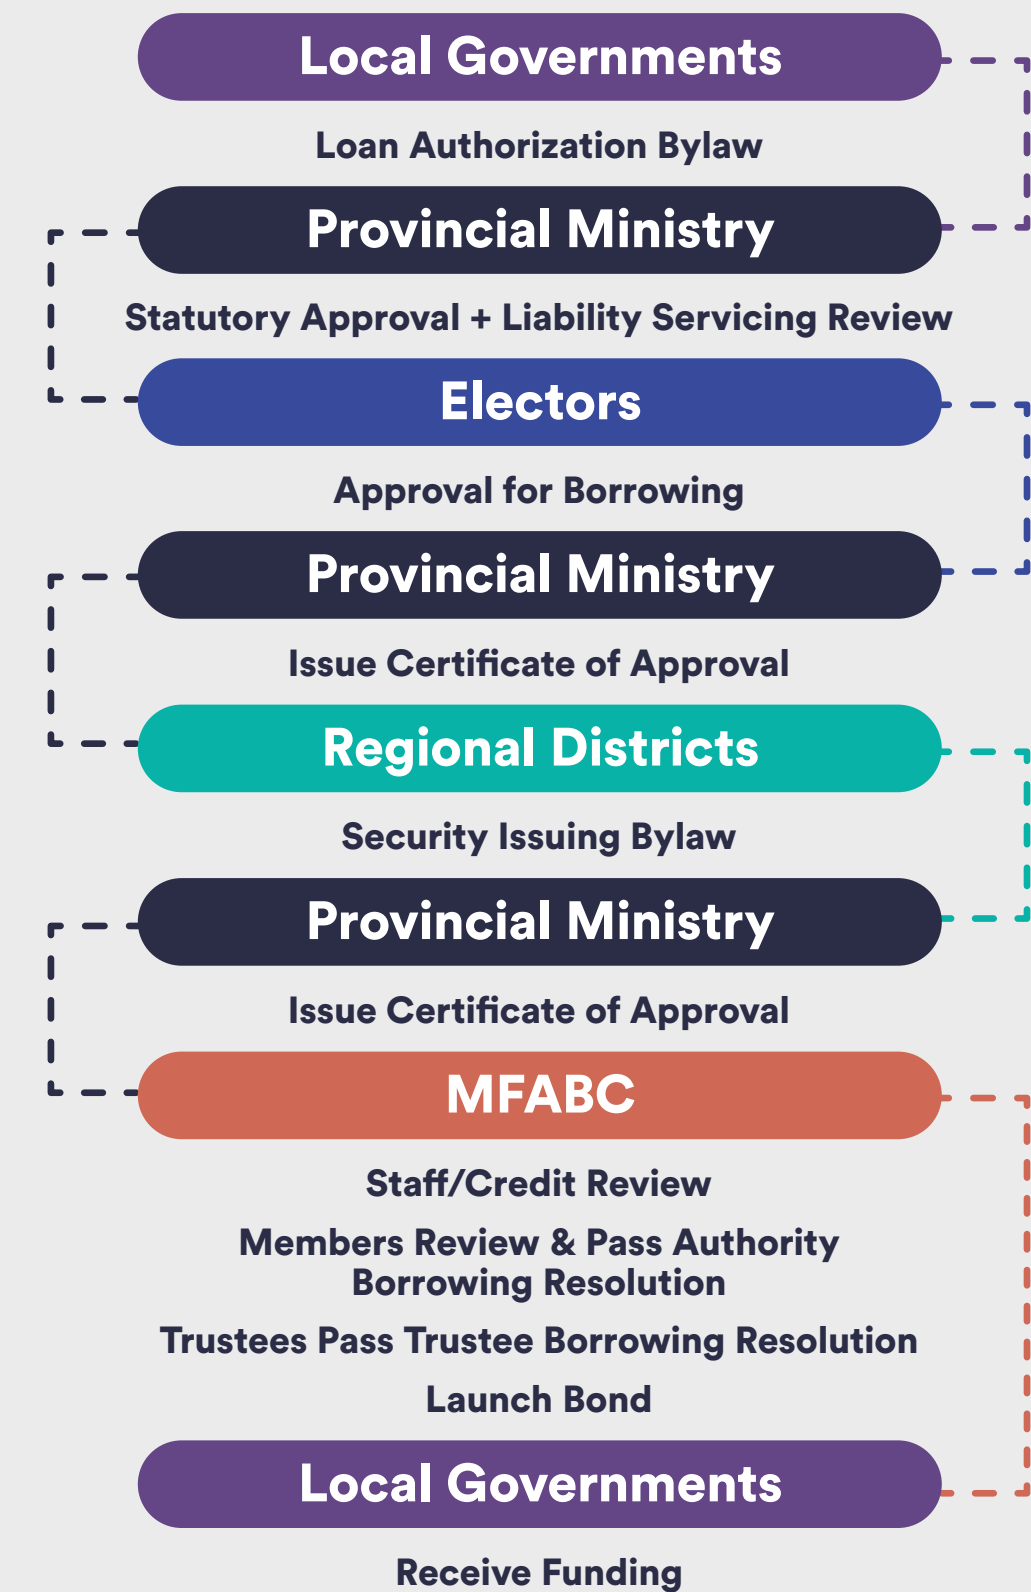 Local Governments
Loan Authorization Bylaw
Provincial Ministry
Statutory Approval + Liability Servicing Review
Electors
Approval for Borrowing
Provincial Ministry
Issue Certificate of Approval
Regional Districts
Security Issuing Bylaw
Provincial Ministry
Issue Certificate of Approval
MFABC
Staff/Credit Review
Members Review & Pass Authority
Borrowing Resolution
Trustees Pass Trustee Borrowing Resolution
Launch Bond
Local Governments
Receive Funding